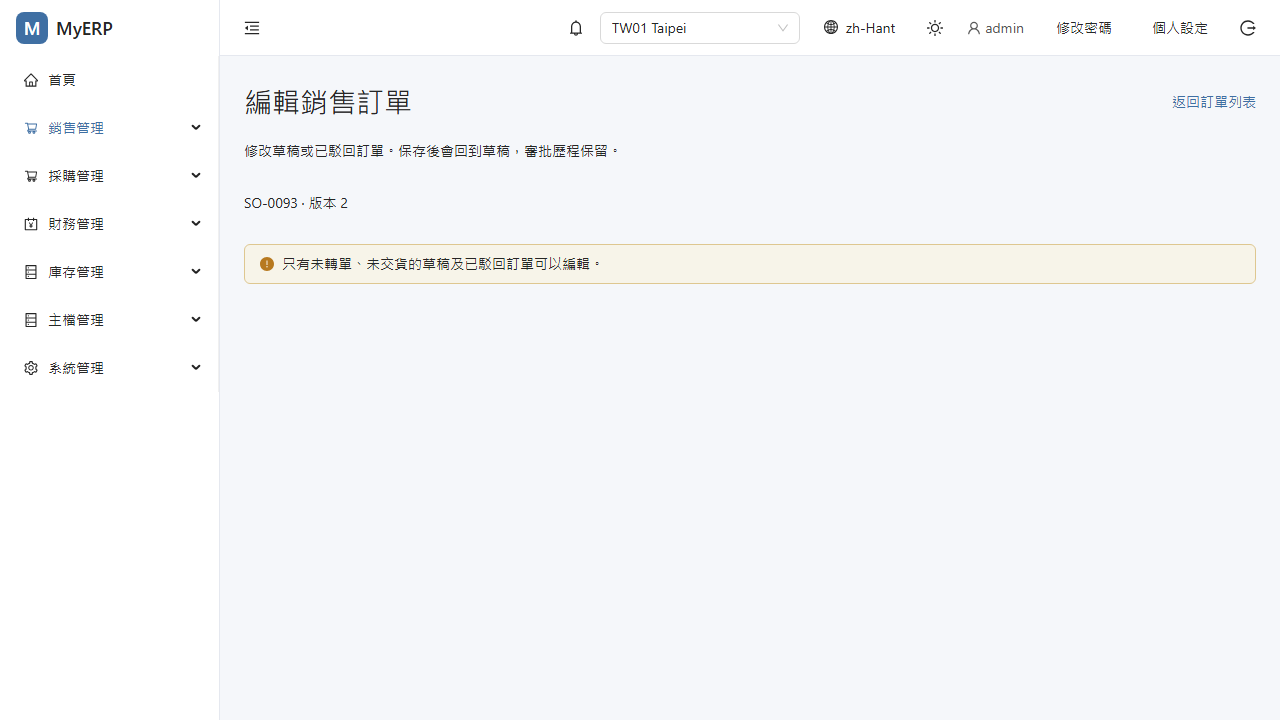 M MyERP
TW01 Taipei
zh-Hant
admin
修改密碼
個人設定
首頁
銷售管理
採購管理
財務管理
庫存管理
主檔管理
系統管理
編輯銷售訂單
返回訂單列表
修改草稿或已駁回訂單。保存後會回到草稿，審批歷程保留。
SO-0093 · 版本 2
只有未轉單、未交貨的草稿及已駁回訂單可以編輯。